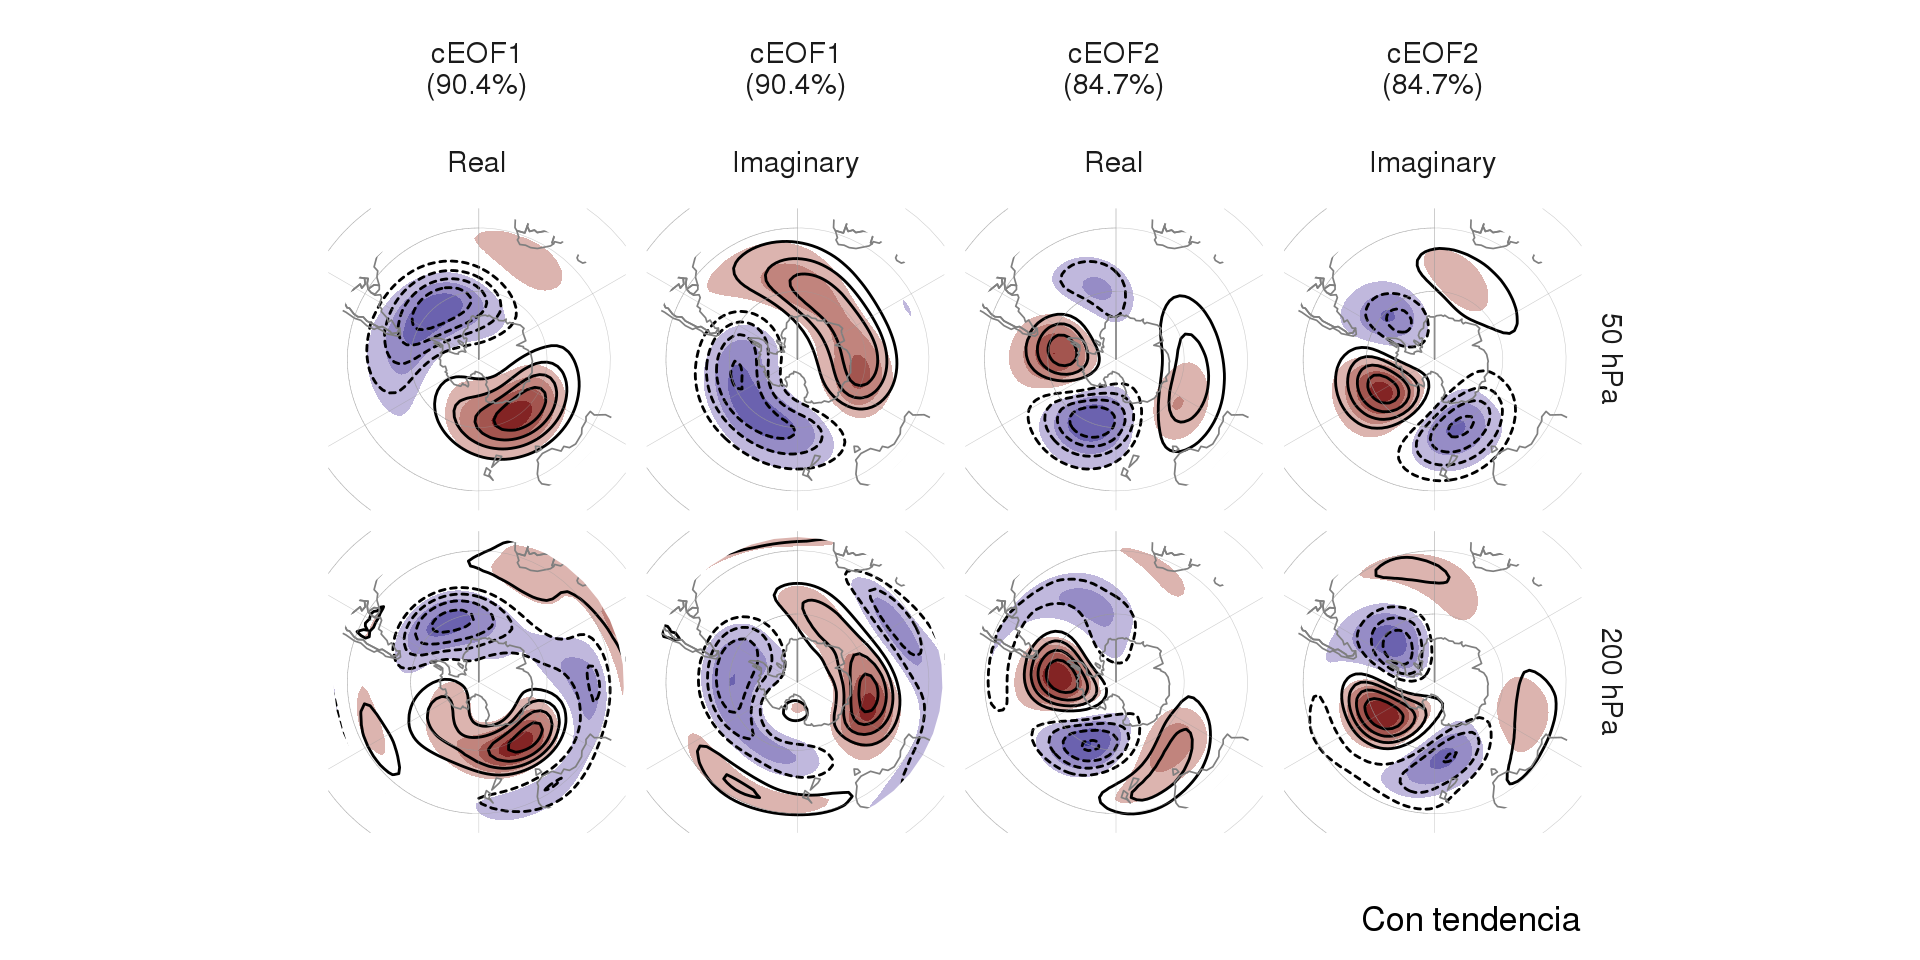 cEOF1
(90.4%)
cEOF1
(90.4%)
cEOF2
(84.7%)
cEOF2
(84.7%)
Real
Imaginary
Real
Imaginary
50 hPa
200 hPa
Con tendencia